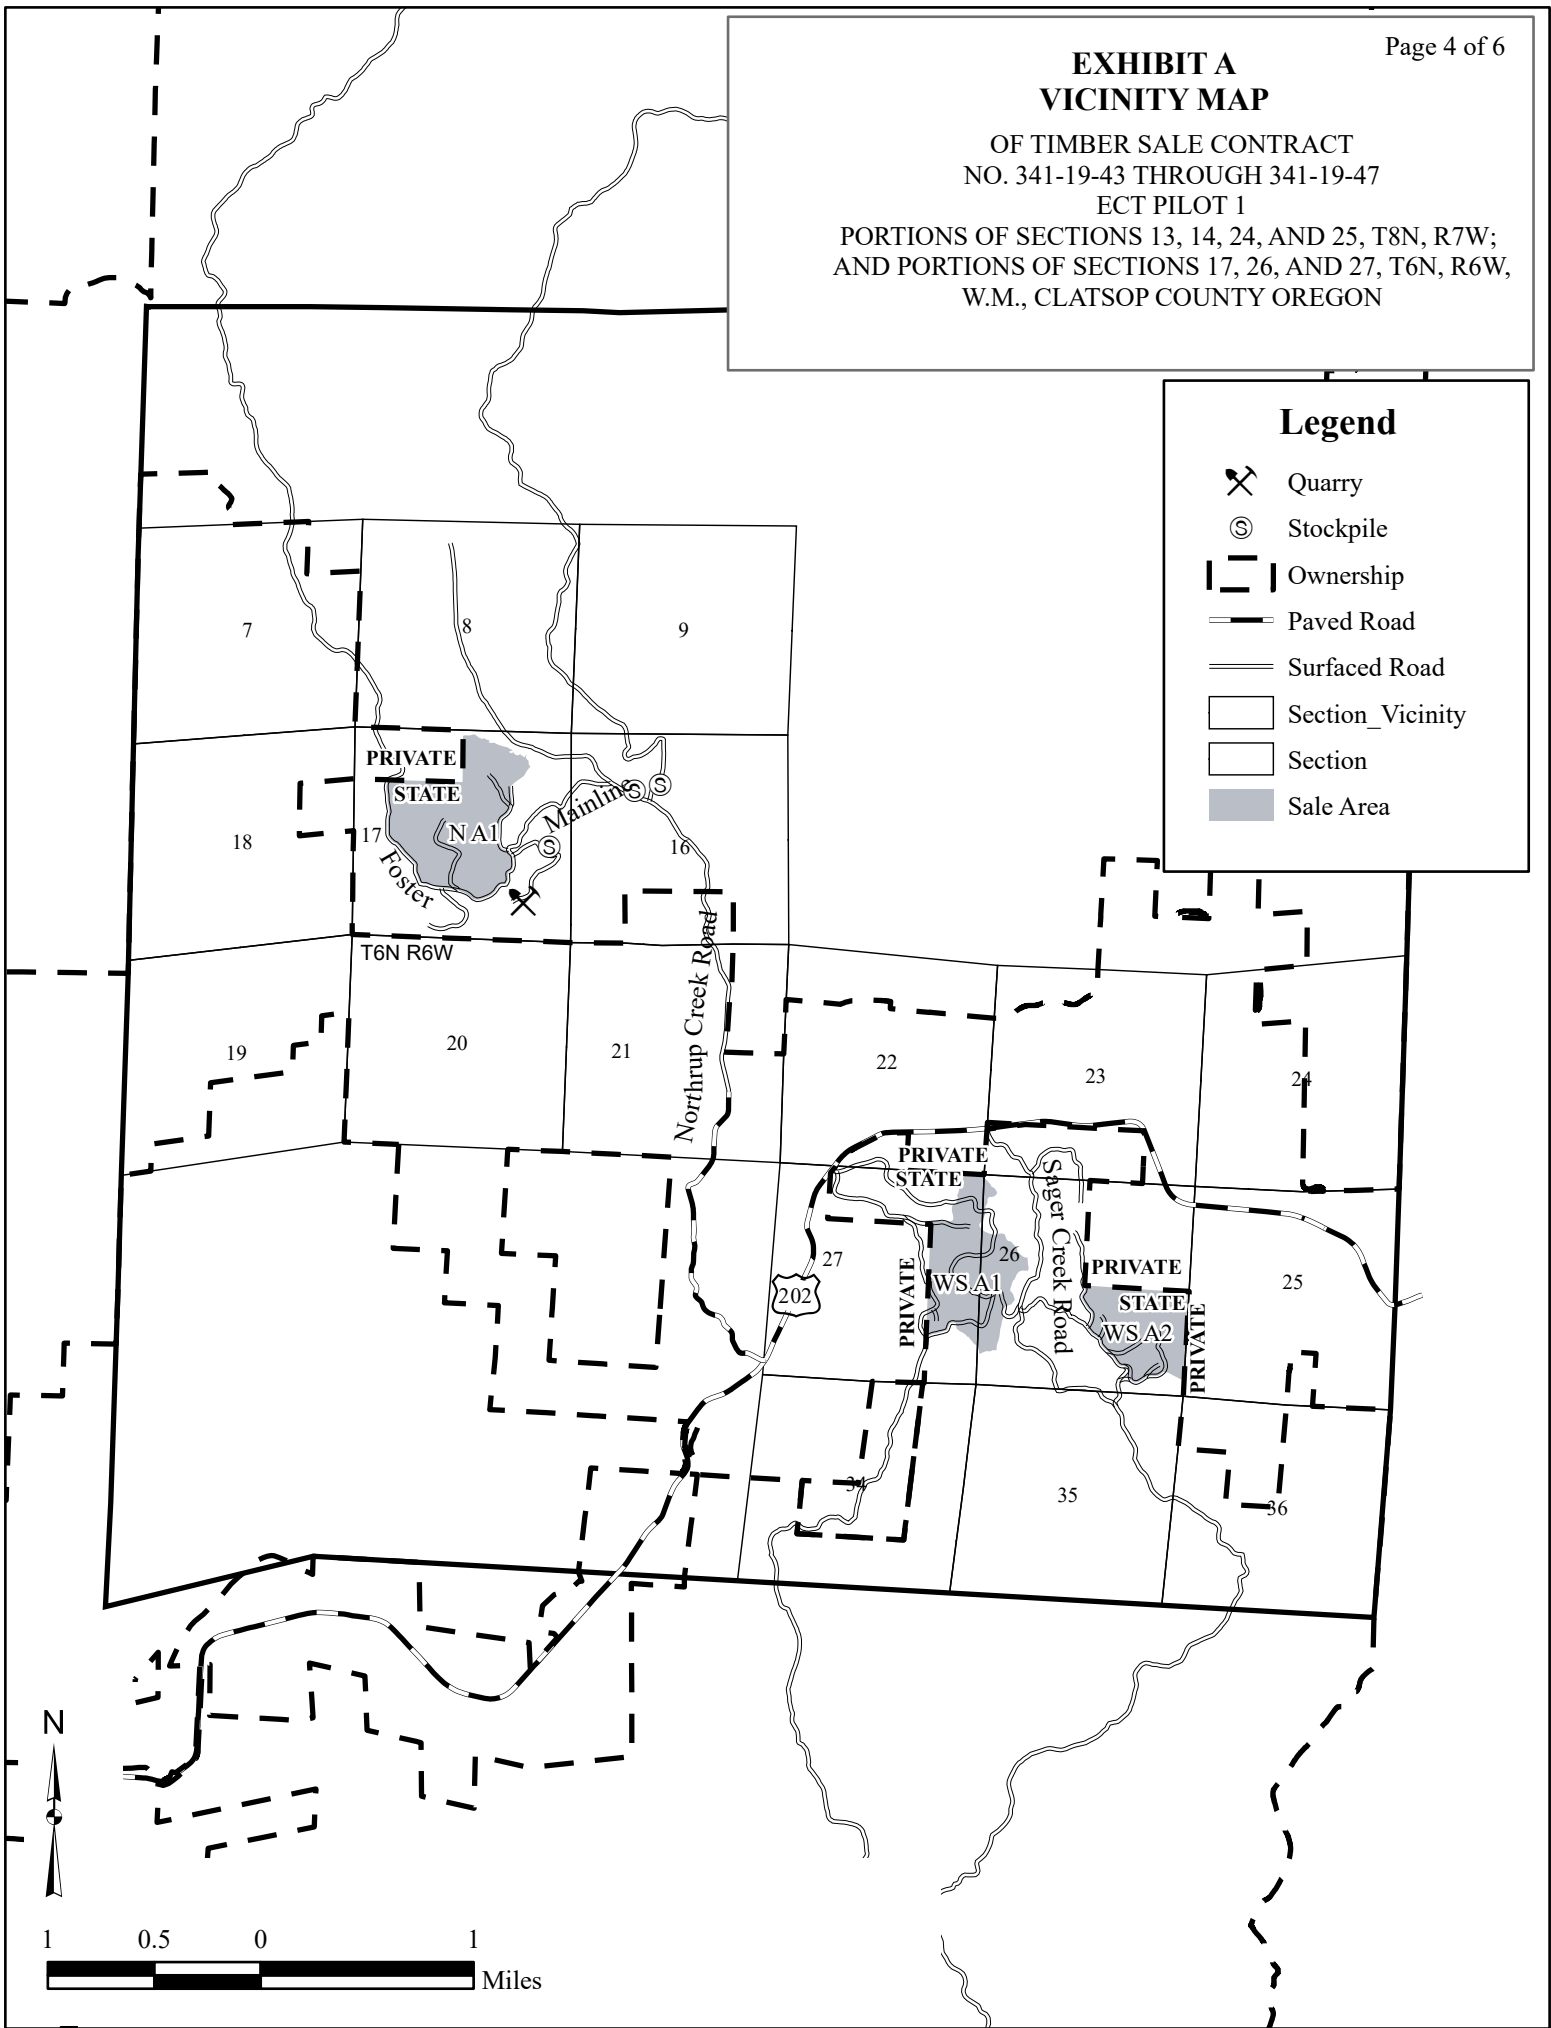 Page 4 of 6
EXHIBIT A
VICINITY MAP
OF TIMBER SALE CONTRACT
NO. 341-19-43 THROUGH 341-19-47
ECT PILOT 1
PORTIONS OF SECTIONS 13, 14, 24, AND 25, T8N, R7W;
AND PORTIONS OF SECTIONS 17, 26, AND 27, T6N, R6W,
W.M., CLATSOP COUNTY OREGON
Legend
Quarry
S Stockpile
Ownership
Paved Road
Surfaced Road
Section_Vicinity
Section
Sale Area
7
8
9
PRIVATE
STATE
Mainline
S
S
18
17
N A1
S
16
Foster
T6N R6W
Northrup Creek Road
19
20
21
22
23
24
PRIVATE
STATE
Sager Creek Road
27
26
25
PRIVATE
WS A1
PRIVATE
STATE
202
WS A2
PRIVATE
34
35
36
N
1 0.5 0 1
Miles